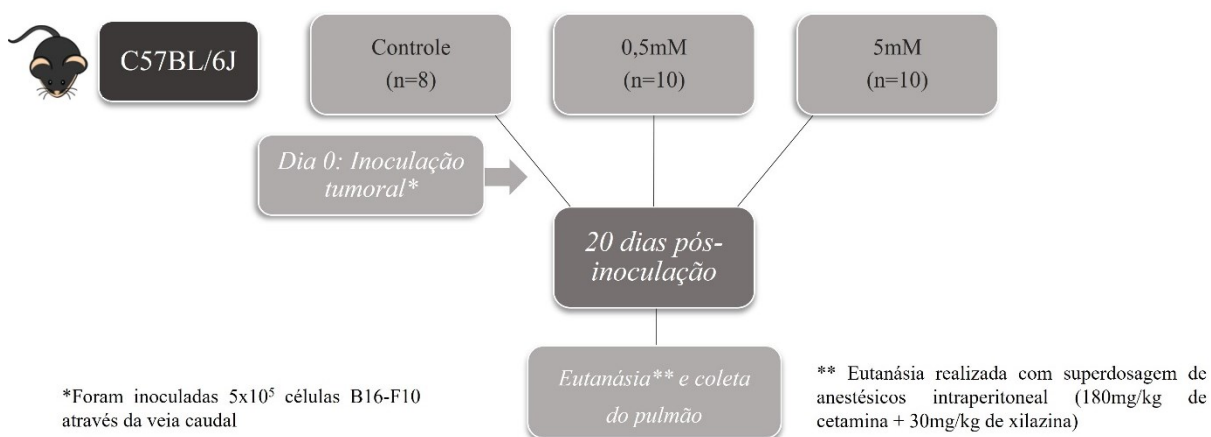 C57BL/6J
Controle
(n=8)
0,5mM
(n=10)
5mM
(n=10)
Dia 0: Inoculação
tumoral*
20 dias pós-
inoculação
Eutanásia** e coleta
do pulmão
*Foram inoculadas 5x10⁵ células B16-F10
através da veia caudal
** Eutanásia realizada com superdosagem de
anestésicos intraperitoneal (180mg/kg de
cetamina + 30mg/kg de xilazina)